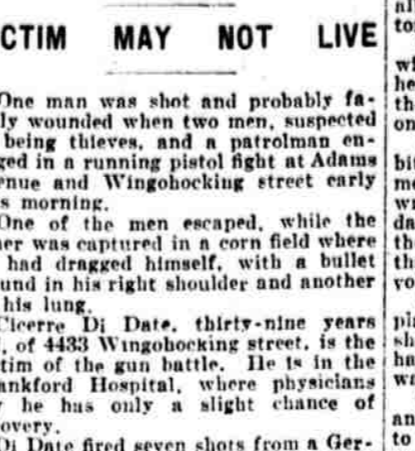 CTIM MAY NOT LIVE
One man was shot and probably fa-
ly wounded when two men, suspected
being thieves, and a patrolman en-
ged in a running pistol fight at Adams
enue and Wingohocking street early
s morning.
One of the men escaped, while the
er was captured in a corn field where
had dragged himself, with a bullet
und in his right shoulder and another
his lung.
Cicerre Di Date, thirty-nine years
, of 4433 Wingohocking street, is the
tim of the gun battle. He is in the
ankford Hospital, where physicians
y he has only a slight chance of
overy.
Di Date fired seven shots from a Ger-